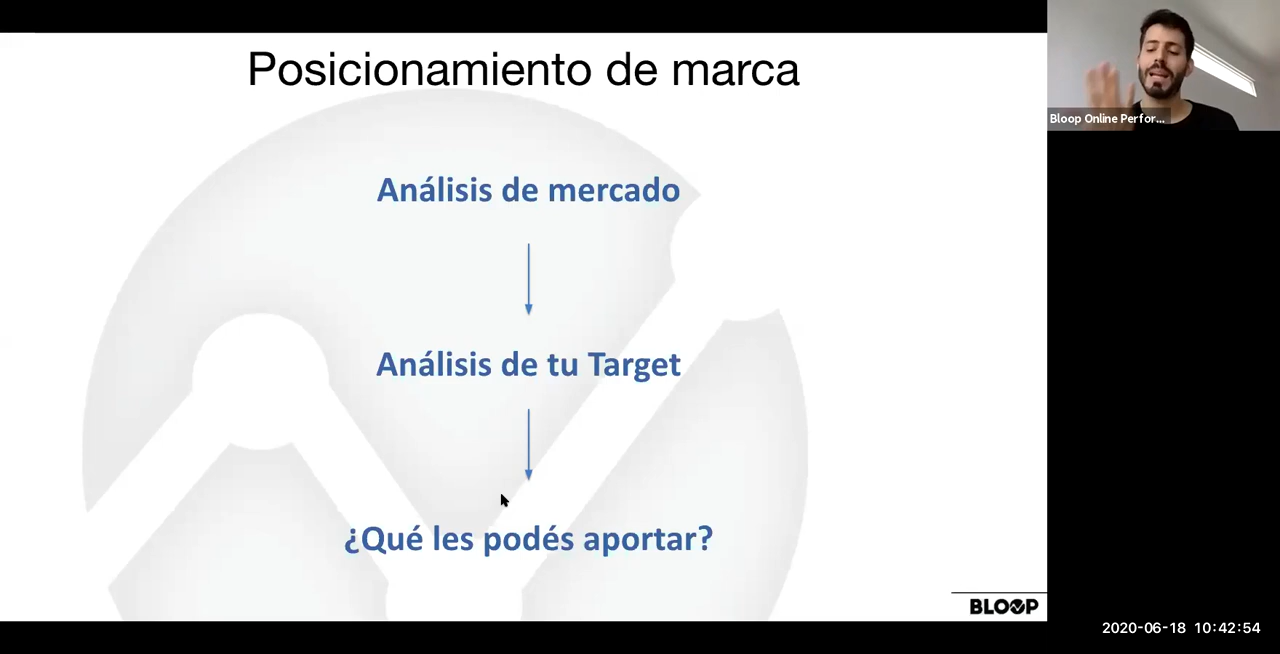 Posicionamiento de marca
Bloop Online Perfor...
Análisis de mercado
Análisis de tu Target
¿Qué les podés aportar?
BLOOP
2020-06-18 10:42:54